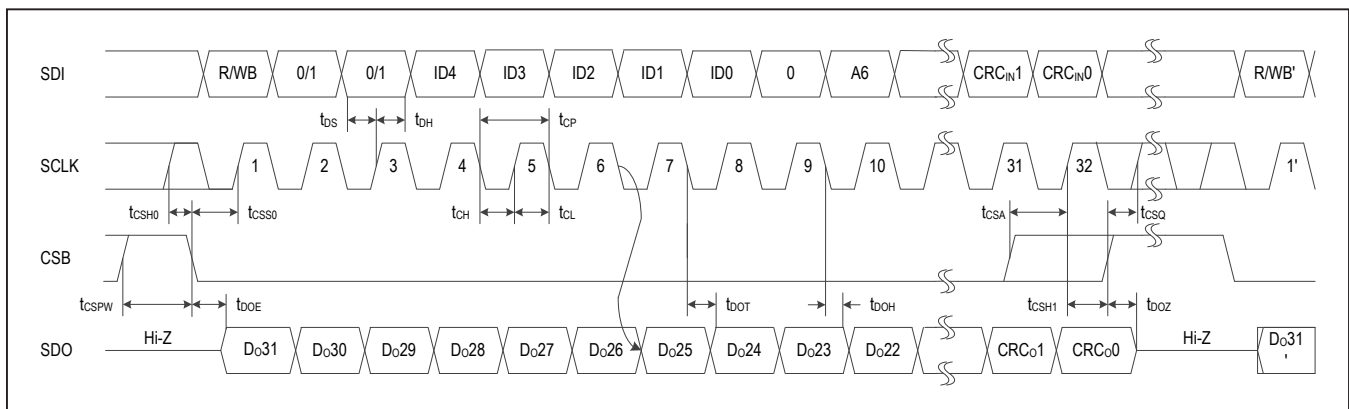 SDI R/WB 0/1 0/1 ID4 ID3 ID2 ID1 ID0 0 A6 CRCIN1 CRCIN0 R/WB'
tDS tDH tCP
SCLK 1 2 3 4 5 6 7 8 9 10 31 32 1'
tCSH0 tCSS0 tCH tCL tCSA tCSQ
CSB
tCSPW tDOE tDOT tDOH tCSH1 tDOZ
SDO Hi-Z DO31 DO30 DO29 DO28 DO27 DO26 DO25 DO24 DO23 DO22 CRCO1 CRCO0 Hi-Z DO31
'